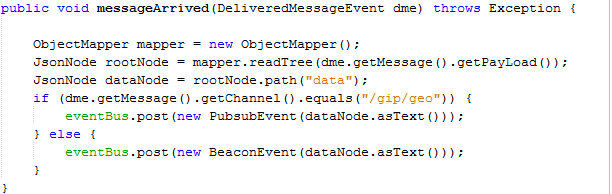 public void messageArrived(DeliveredMessageEvent dme) throws Exception {
ObjectMapper mapper = new ObjectMapper();
JsonNode rootNode = mapper.readTree(dme.getMessage().getPayLoad());
JsonNode dataNode = rootNode.path("data");
if (dme.getMessage().getChannel().equals("/gip/geo")) {
eventBus.post(new PubsubEvent(dataNode.asText()));
} else {
eventBus.post(new BeaconEvent(dataNode.asText()));
}
}